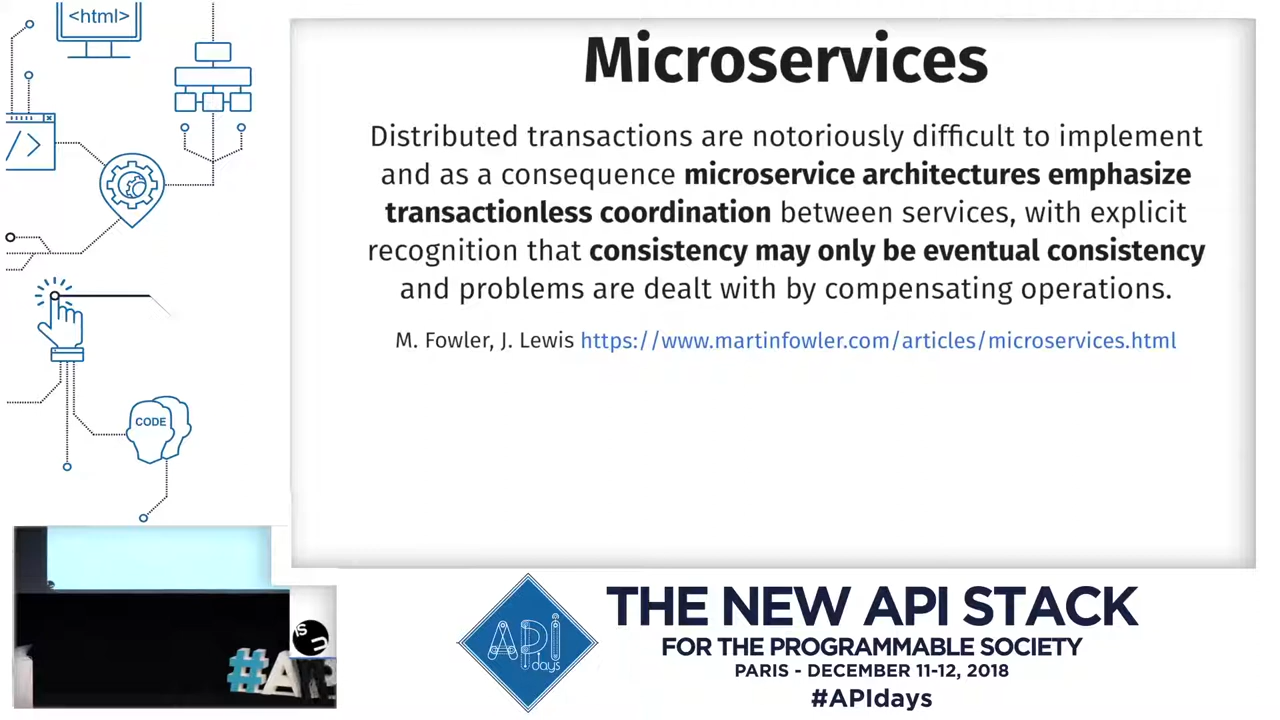 <html>
Microservices
Distributed transactions are notoriously difficult to implement
and as a consequence microservice architectures emphasize
transactionless coordination between services, with explicit
recognition that consistency may only be eventual consistency
and problems are dealt with by compensating operations.
M. Fowler, J. Lewis https://www.martinfowler.com/articles/microservices.html
</>
CODE
#AP
API
days
THE NEW API STACK
FOR THE PROGRAMMABLE SOCIETY
PARIS - DECEMBER 11-12, 2018
#APIdays